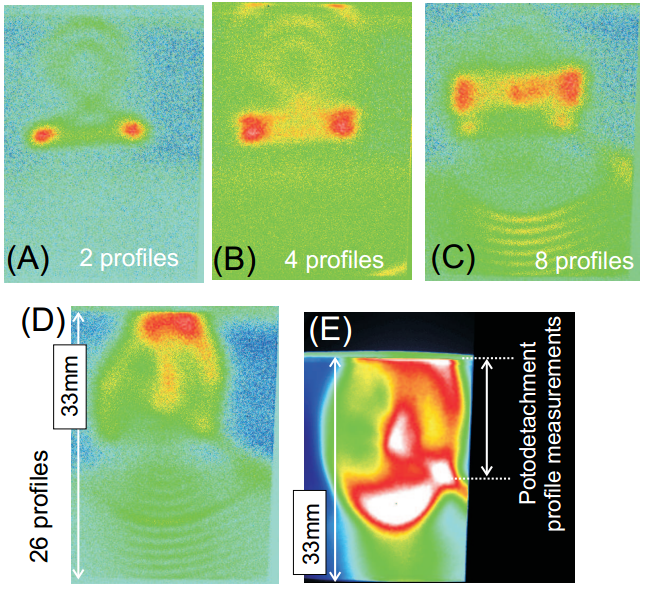 (A) 2 profiles
(B) 4 profiles
(C) 8 profiles
(D)
33mm
26 profiles
(E)
33mm
Potodetachment
profile measurements